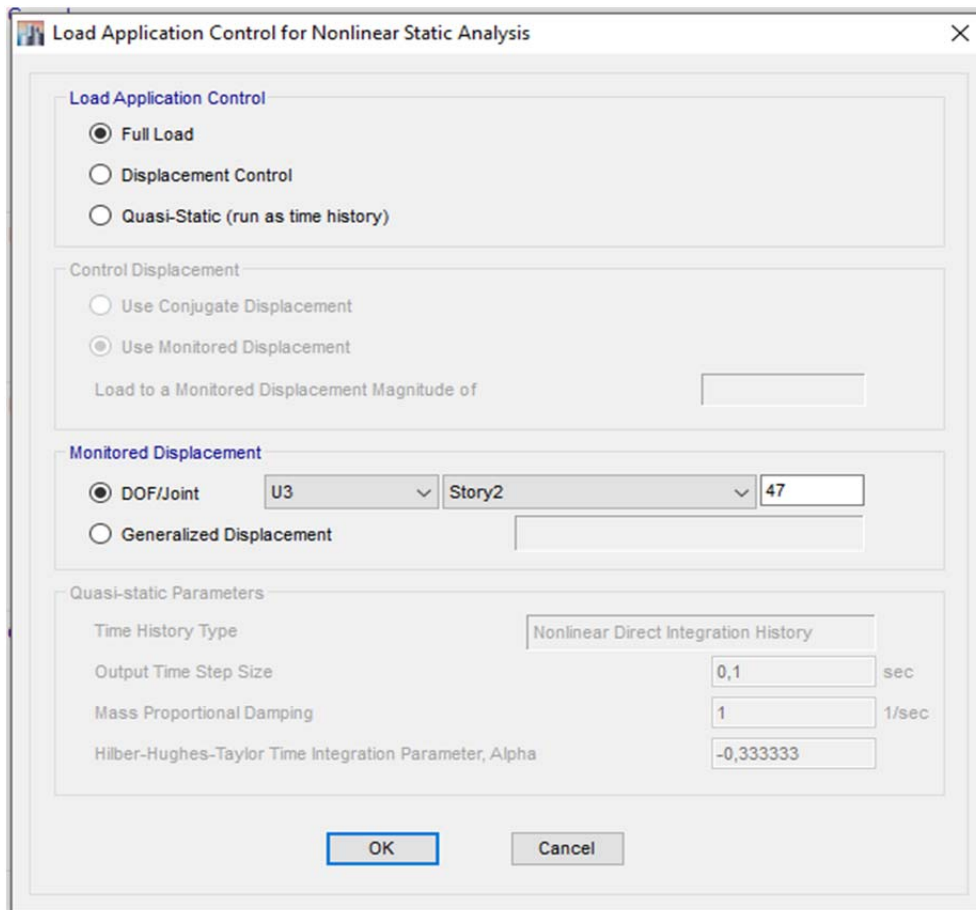 Load Application Control for Nonlinear Static Analysis
Load Application Control
Full Load
Displacement Control
Quasi-Static (run as time history)
Control Displacement
Use Conjugate Displacement
Use Monitored Displacement
Load to a Monitored Displacement Magnitude of
Monitored Displacement
DOF/Joint U3 Story2 47
Generalized Displacement
Quasi-static Parameters
Time History Type Nonlinear Direct Integration History
Output Time Step Size 0,1 sec
Mass Proportional Damping 1 1/sec
Hilber-Hughes-Taylor Time Integration Parameter, Alpha -0,333333
OK Cancel